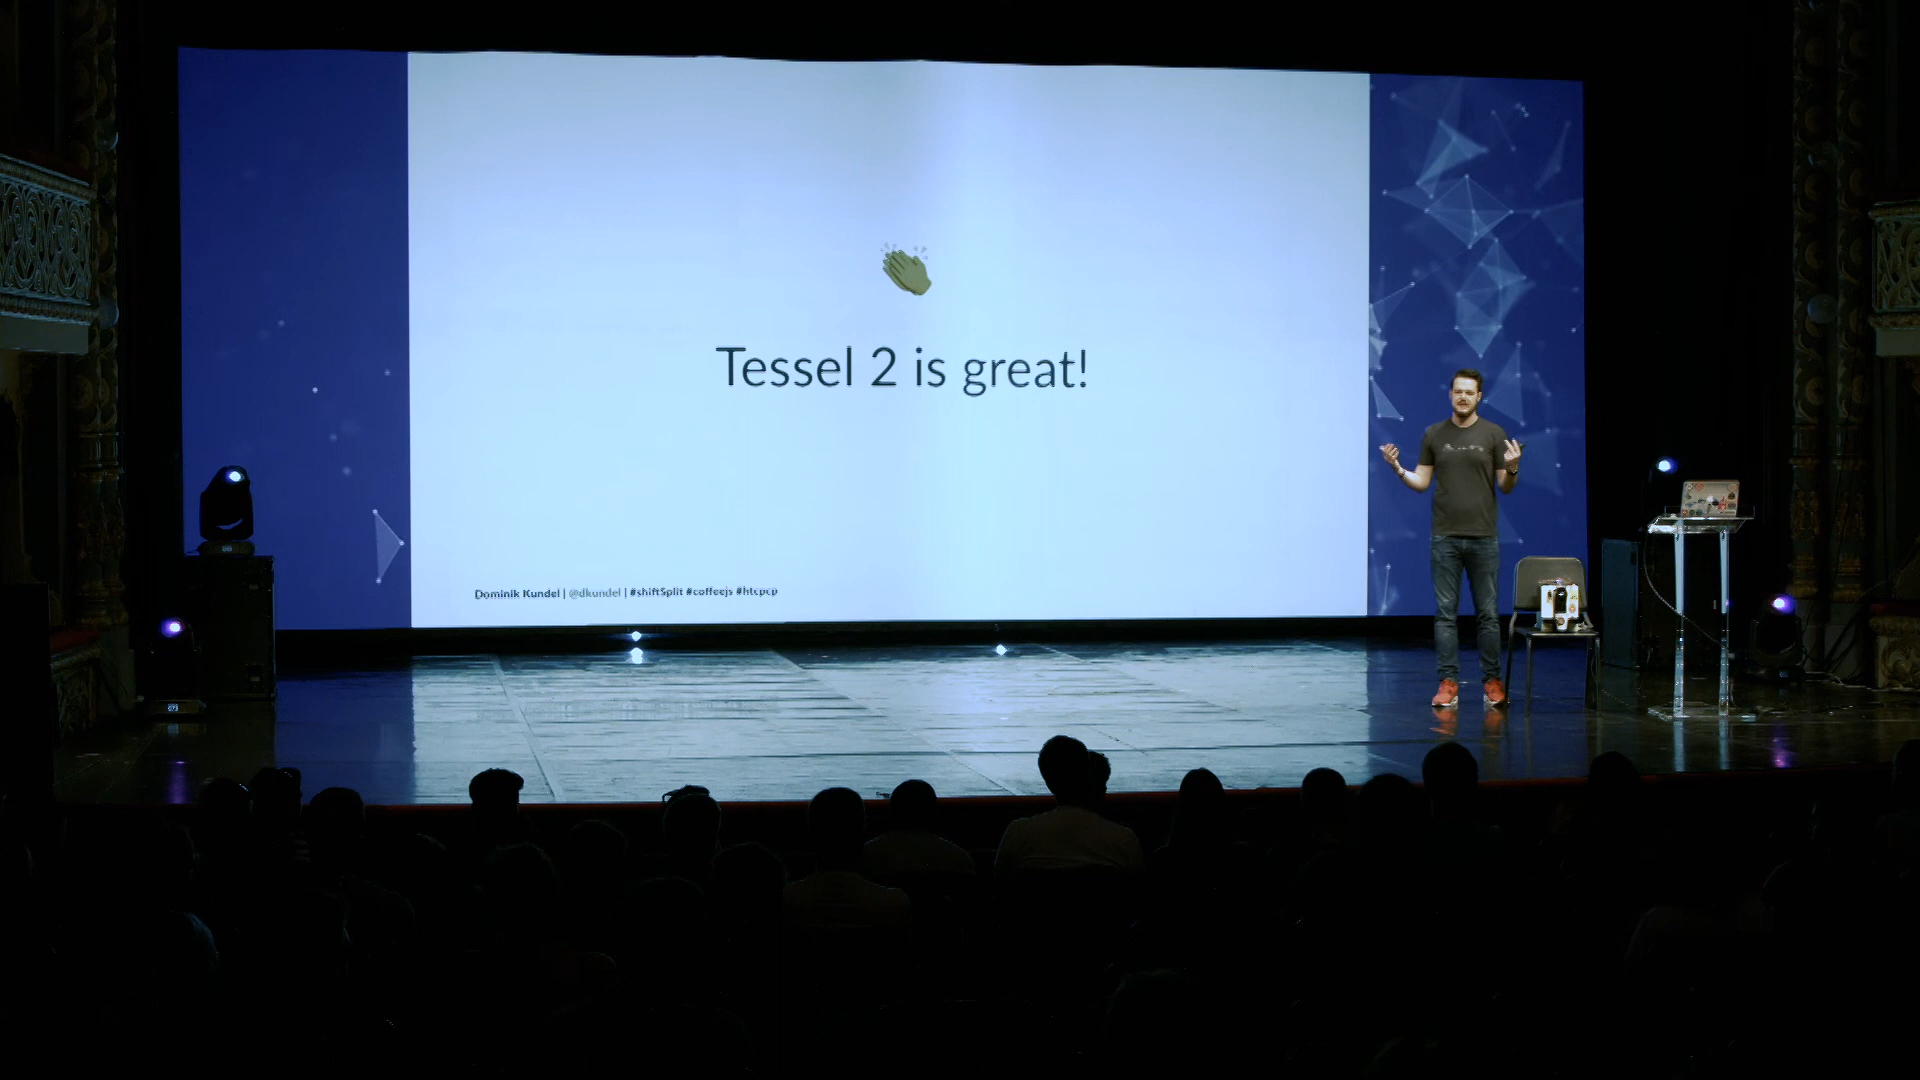 Tessel 2 is great!
Dominik Kundel | @dkundel | #shiftSplit #coffeejs #htcpcp